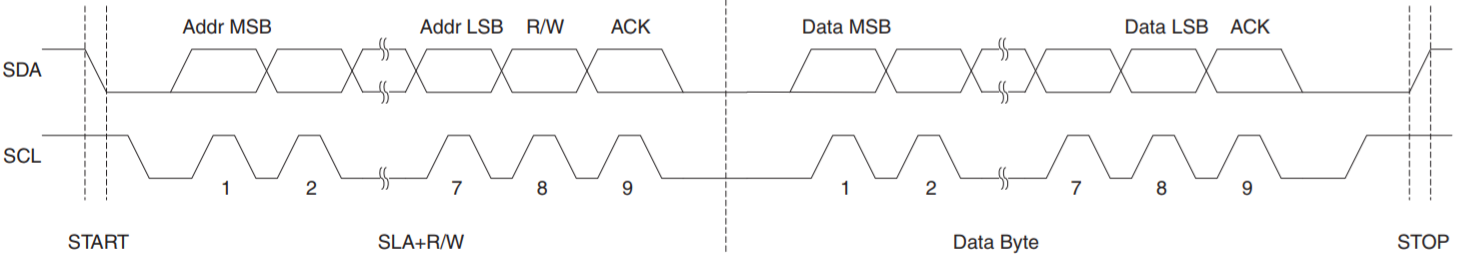 Addr MSB Addr LSB R/W ACK Data MSB Data LSB ACK
SDA
SCL
1 2 7 8 9 1 2 7 8 9
START SLA+R/W Data Byte STOP